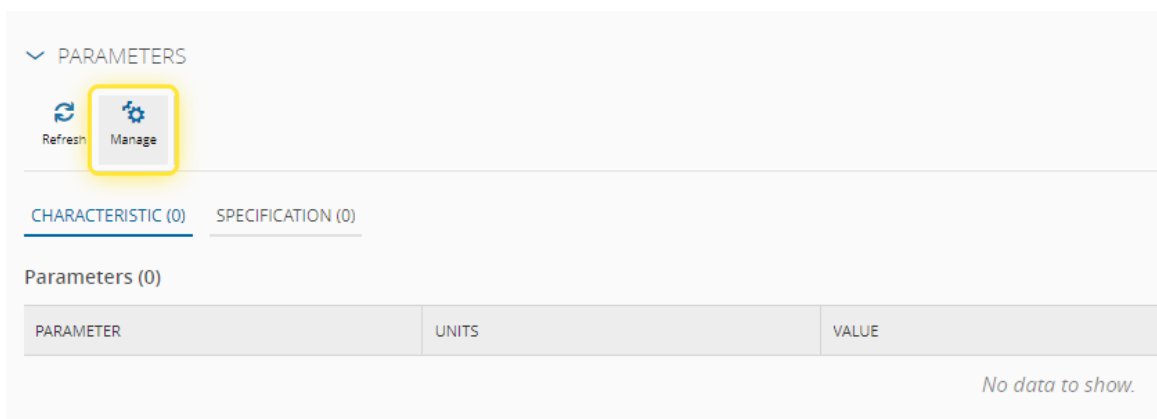 PARAMETERS
Refresh Manage
CHARACTERISTIC (0) SPECIFICATION (0)
Parameters (0)
PARAMETER UNITS VALUE
No data to show.